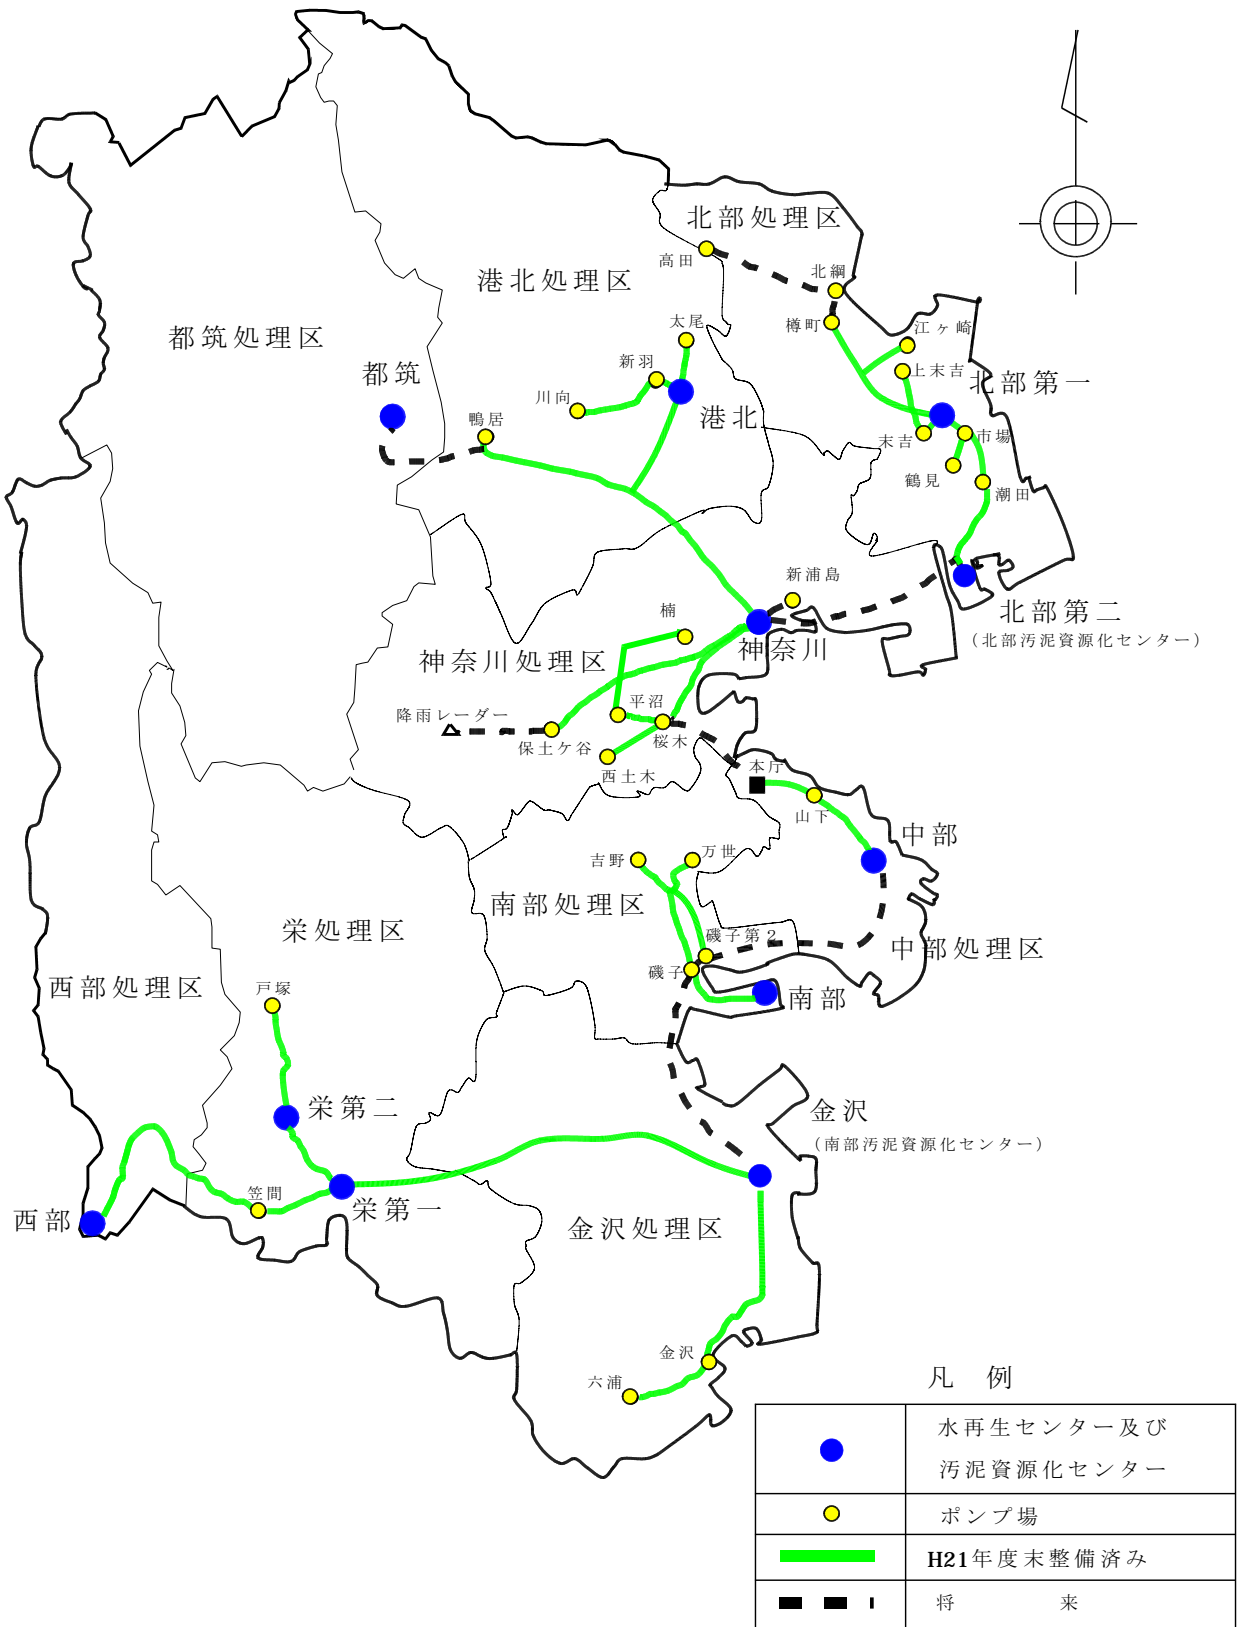 北部処理区
高田
北綱
港北処理区
太尾
樽町
江ヶ崎
都筑処理区
新羽
上末吉
北部第一
都筑
川向
港北
鴨居
末吉
市場
鶴見
潮田
新浦島
楠
北部第二
(北部汚泥資源化センター)
神奈川
神奈川処理区
平沼
降雨レーダー
保土ケ谷
桜木
西土木
本庁
山下
中部
吉野
万世
南部処理区
栄処理区
磯子第2
中部処理区
磯子
西部処理区
戸塚
南部
栄第二
金沢
(南部汚泥資源化センター)
笠間
栄第一
西部
金沢処理区
金沢
六浦
凡 例
水再生センター及び
汚泥資源化センター
ポンプ場
H21年度末整備済み
将 来